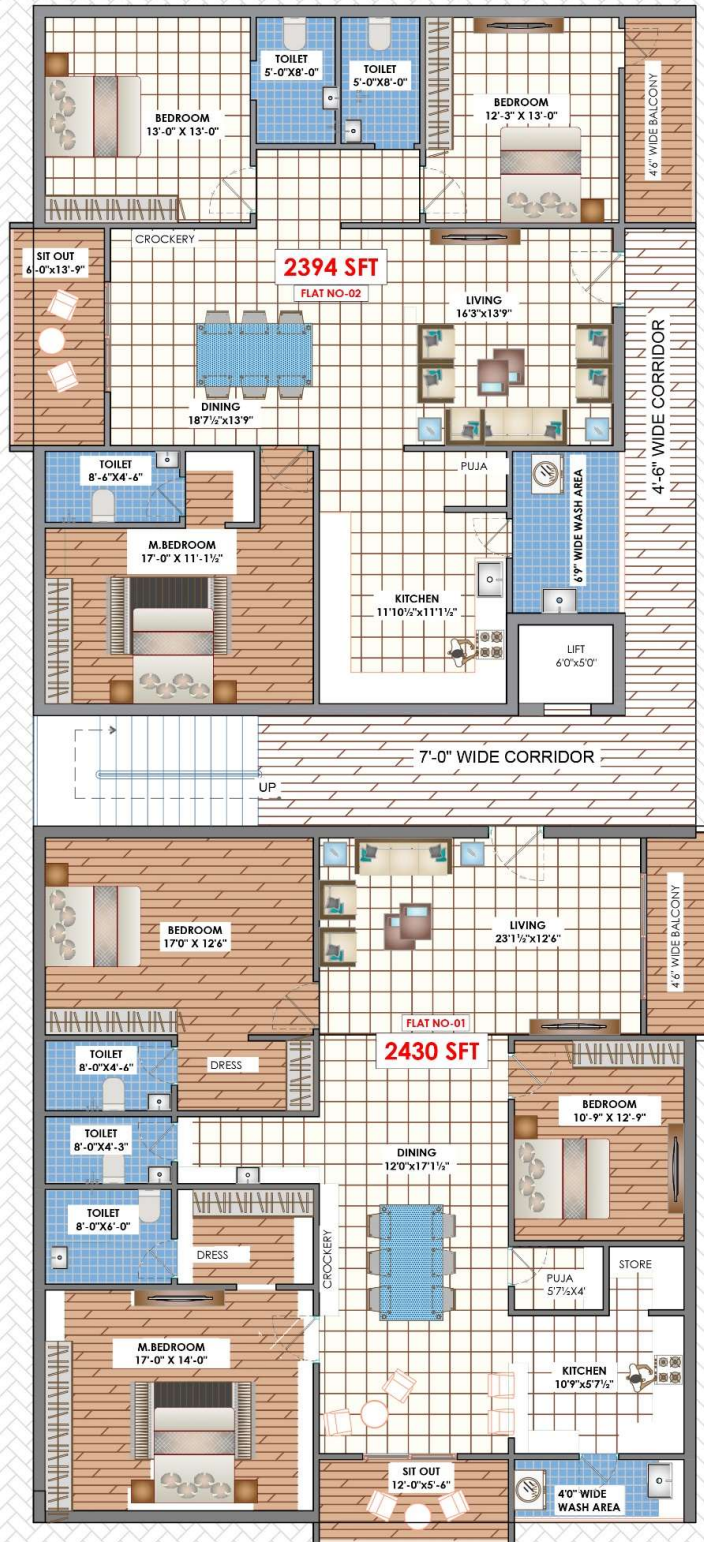 TOILET
5'-0"X8'-0"
TOILET
5'-0"X8'-0"
BEDROOM
13'-0" X 13'-0"
BEDROOM
12'-3" X 13'-0"
4'6" WIDE BALCONY
CROCKERY
SIT OUT
6'-0"x13'-9"
2394 SFT
FLAT NO-02
LIVING
16'3"x13'9"
4'-6" WIDE CORRIDOR
DINING
18'7½"x13'9"
TOILET
8'-6"X4'-6"
PUJA
6'9" WIDE WASH AREA
M.BEDROOM
17'-0" X 11'-1½"
KITCHEN
11'10½"x11'1½"
LIFT
6'0"x5'0"
7'-0" WIDE CORRIDOR
UP
BEDROOM
17'0" X 12'6"
LIVING
23'1½"x12'6"
4'6" WIDE BALCONY
FLAT NO-01
2430 SFT
TOILET
8'-0"X4'-6"
DRESS
BEDROOM
10'-9" X 12'-9"
TOILET
8'-0"X4'-3"
DINING
12'0"x17'1½"
TOILET
8'-0"X6'-0"
DRESS
CROCKERY
PUJA
5'7½X4'
STORE
M.BEDROOM
17'-0" X 14'-0"
KITCHEN
10'9"x5'7½"
SIT OUT
12'-0"x5'-6"
4'0" WIDE
WASH AREA